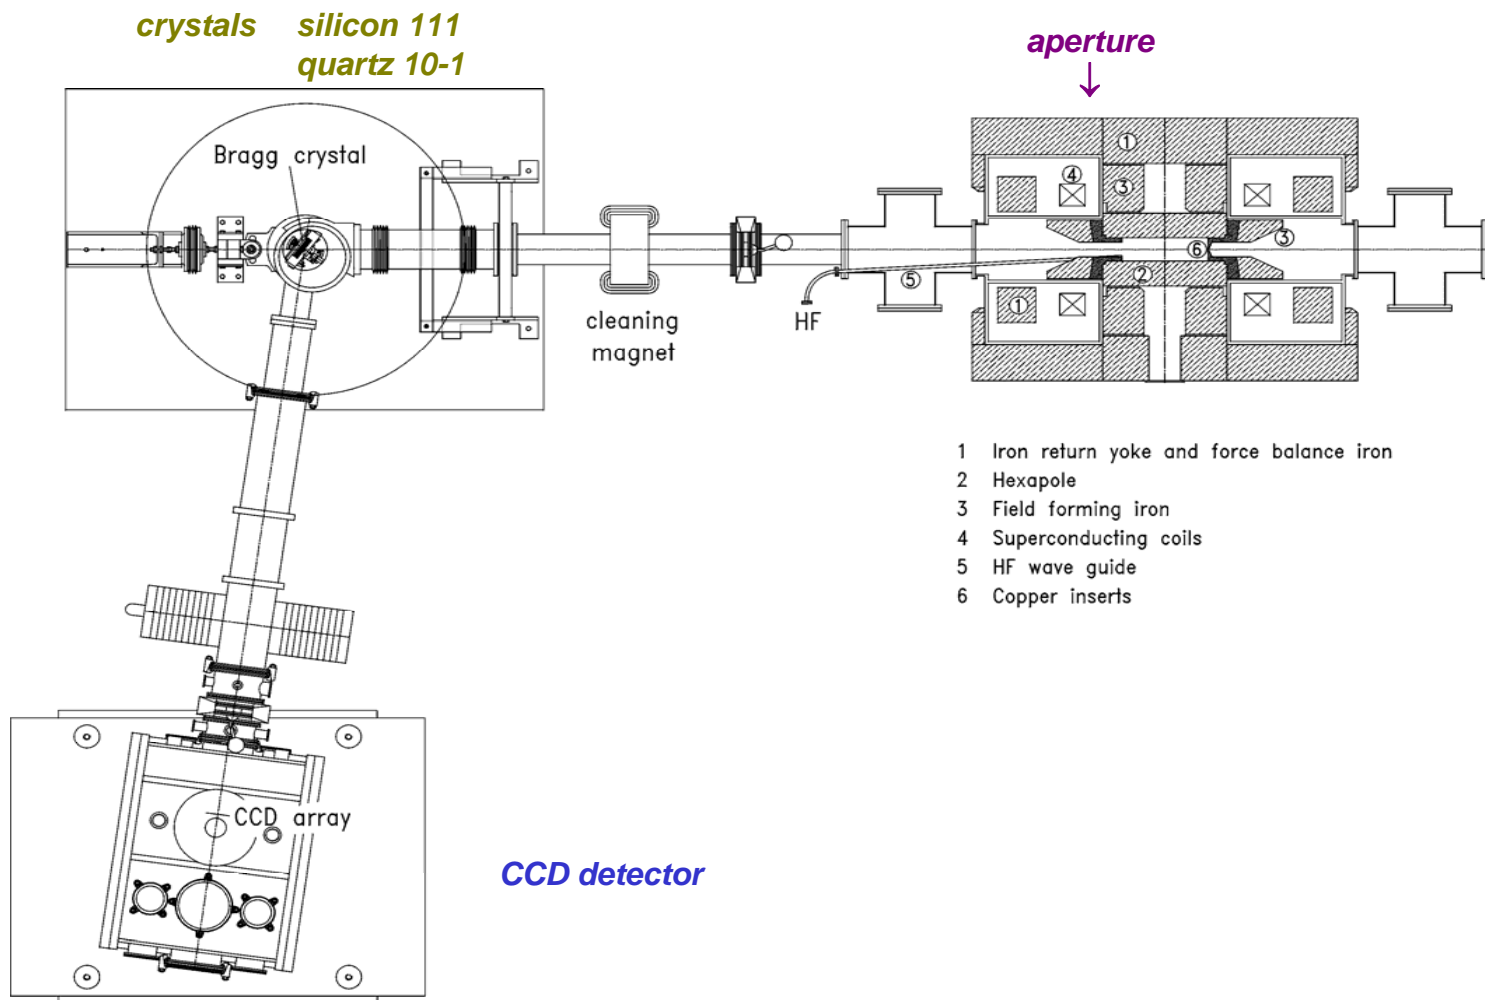 crystals silicon 111
quartz 10-1
aperture
↓
Bragg crystal
1
4
3
6
3
2
5
1
HF
cleaning
magnet
1 Iron return yoke and force balance iron
2 Hexapole
3 Field forming iron
4 Superconducting coils
5 HF wave guide
6 Copper inserts
CCD array
CCD detector